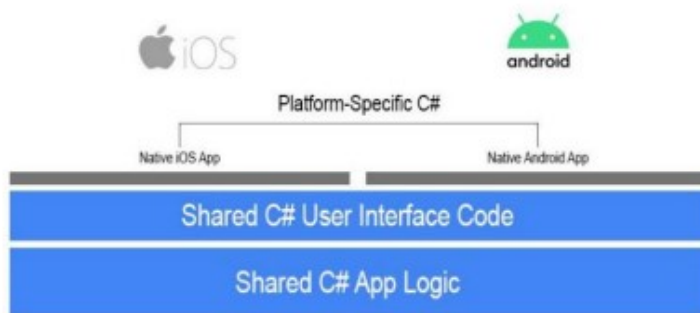 iOS
android
Platform-Specific C#
Native iOS App
Native Android App
Shared C# User Interface Code
Shared C# App Logic